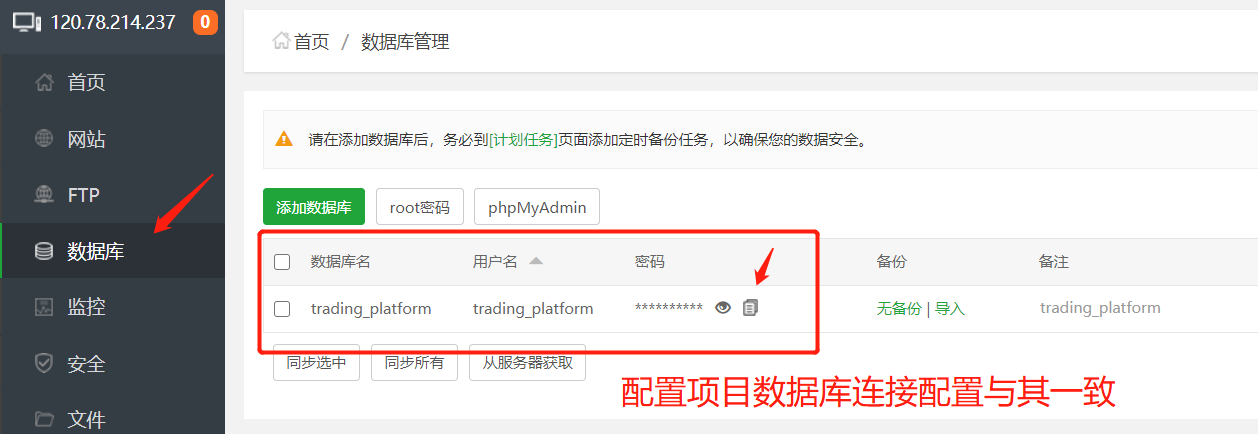 120.78.214.237 0
首页
网站
FTP
数据库
监控
安全
文件
首页 / 数据库管理
请在添加数据库后，务必到[计划任务]页面添加定时备份任务，以确保您的数据安全。
添加数据库 root密码 phpMyAdmin
数据库名 用户名 密码 备份 备注
trading_platform trading_platform ********** 无备份 | 导入 trading_platform
同步选中 同步所有 从服务器获取
配置项目数据库连接配置与其一致